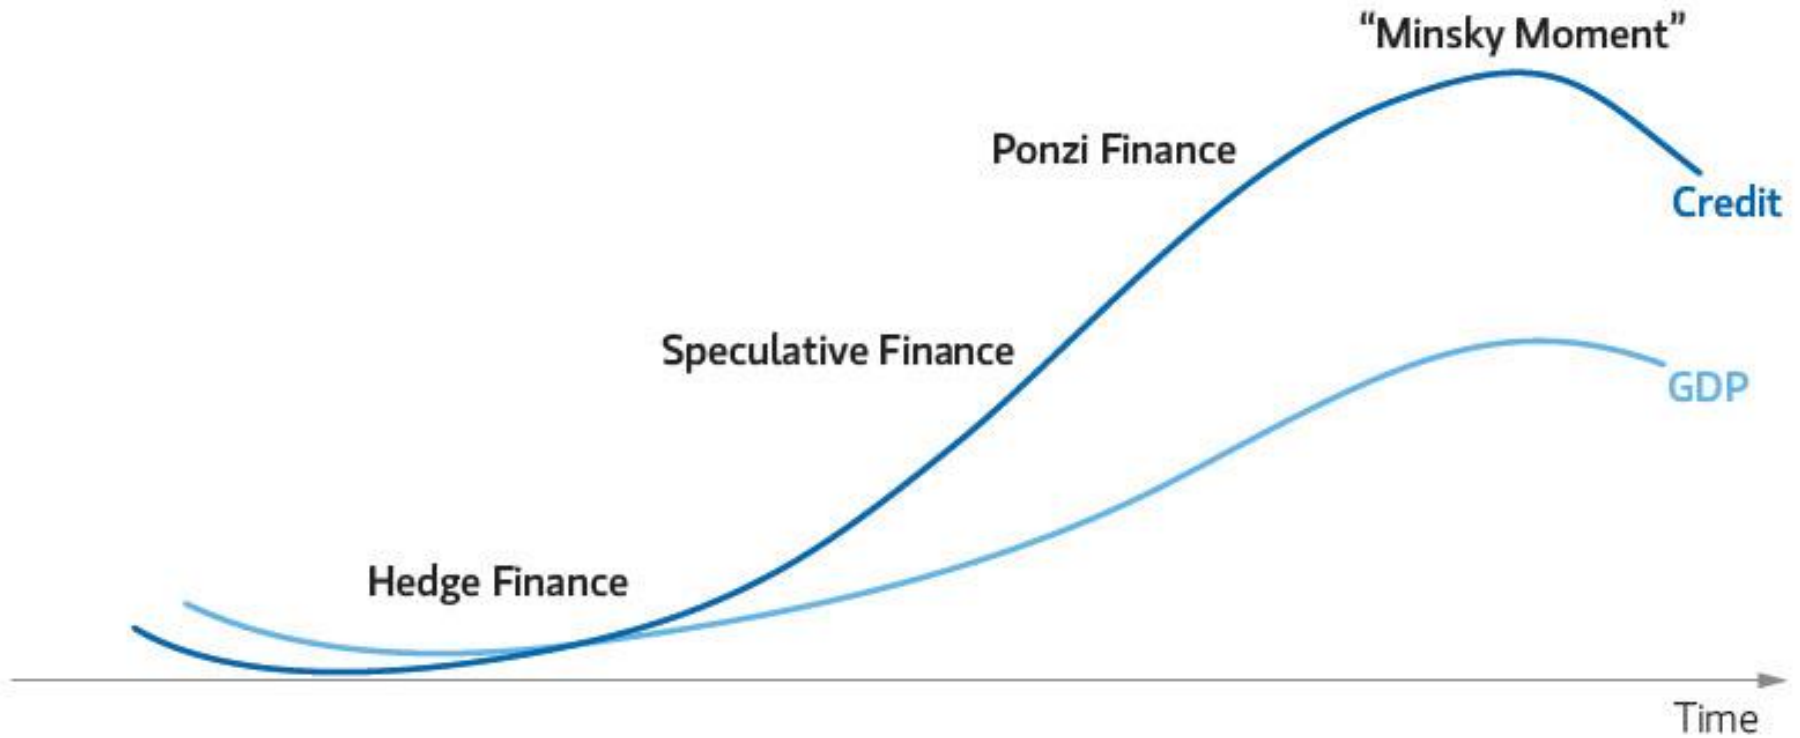 “Minsky Moment”
Ponzi Finance
Credit
Speculative Finance
GDP
Hedge Finance
Time